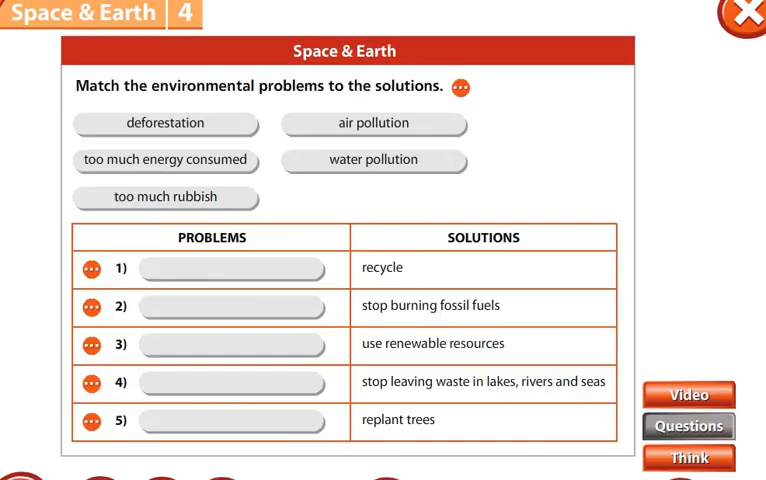 Space & Earth 4
Space & Earth
Match the environmental problems to the solutions.
deforestation
air pollution
too much energy consumed
water pollution
too much rubbish
PROBLEMS
SOLUTIONS
1)
recycle
2)
stop burning fossil fuels
3)
use renewable resources
4)
stop leaving waste in lakes, rivers and seas
5)
replant trees
Video
Questions
Think